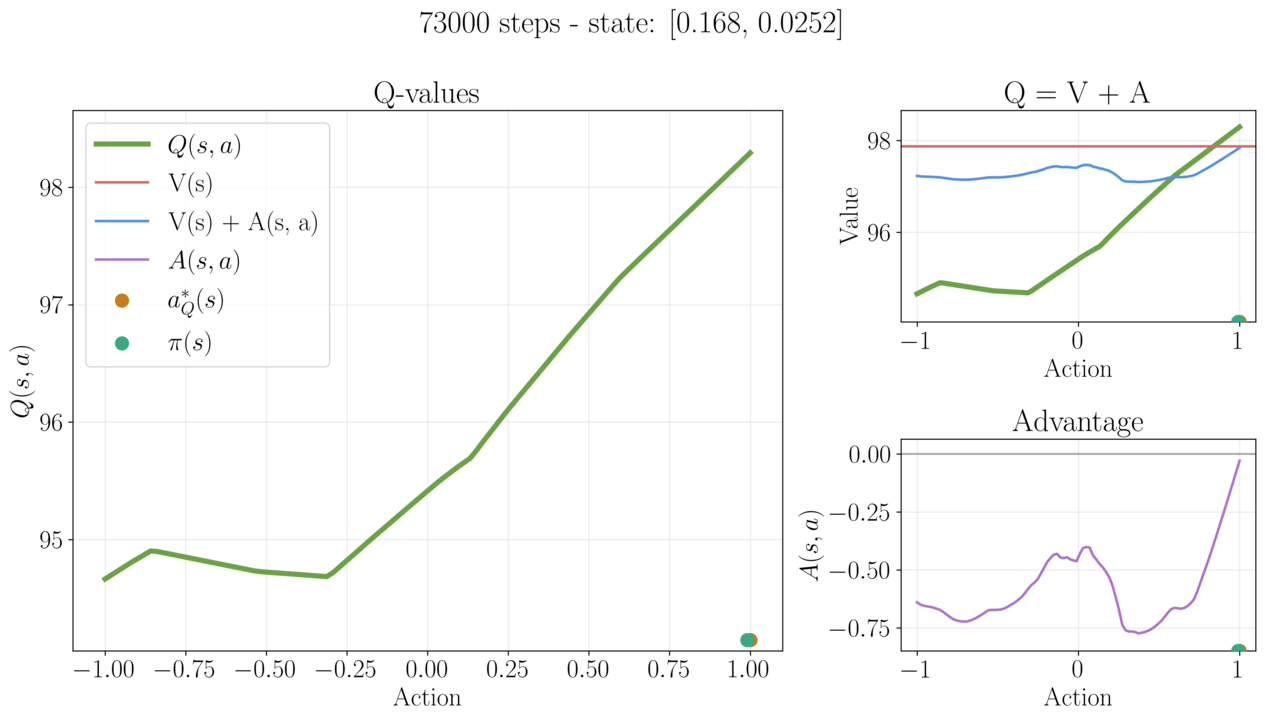 73000 steps - state: [0.168, 0.0252]
Q-values
Q(s, a)
V(s)
V(s) + A(s, a)
A(s, a)
a*Q(s)
π(s)
98
97
96
95
Q(s, a)
−1.00 −0.75 −0.50 −0.25 0.00 0.25 0.50 0.75 1.00
Action
Q = V + A
98
96
Value
−1 0 1
Action
Advantage
0.00
−0.25
−0.50
−0.75
A(s, a)
−1 0 1
Action